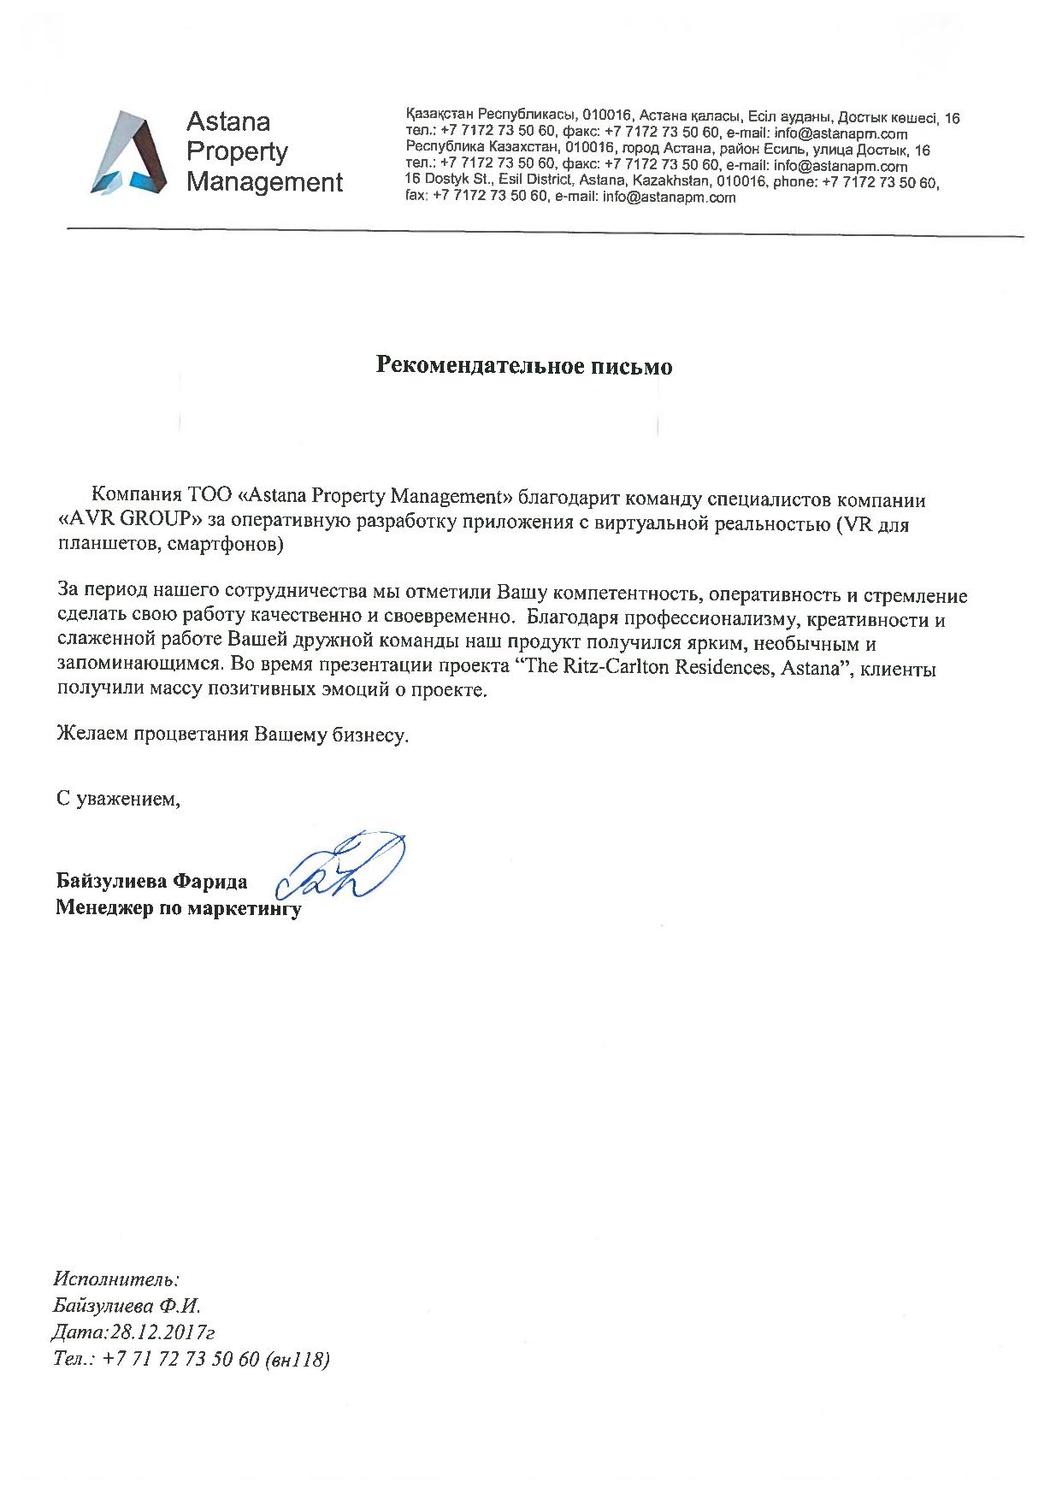 Astana
Property
Management
Қазақстан Республикасы, 010016, Астана қаласы, Есіл ауданы, Достык көшесі, 16
тел.: +7 7172 73 50 60, факс: +7 7172 73 50 60, e-mail: info@astanapm.com
Республика Казахстан, 010016, город Астана, район Есиль, улица Достык, 16
тел.: +7 7172 73 50 60, факс: +7 7172 73 50 60, e-mail: info@astanapm.com
16 Dostyk St., Esil District, Astana, Kazakhstan, 010016, phone: +7 7172 73 50 60,
fax: +7 7172 73 50 60, e-mail: info@astanapm.com
Рекомендательное письмо
Компания ТОО «Astana Property Management» благодарит команду специалистов компании
«AVR GROUP» за оперативную разработку приложения с виртуальной реальностью (VR для
планшетов, смартфонов)
За период нашего сотрудничества мы отметили Вашу компетентность, оперативность и стремление
сделать свою работу качественно и своевременно. Благодаря профессионализму, креативности и
слаженной работе Вашей дружной команды наш продукт получился ярким, необычным и
запоминающимся. Во время презентации проекта “The Ritz-Carlton Residences, Astana”, клиенты
получили массу позитивных эмоций о проекте.
Желаем процветания Вашему бизнесу.
С уважением,
Байзулиева Фарида
Менеджер по маркетингу
Исполнитель:
Байзулиева Ф.И.
Дата:28.12.2017г
Тел.: +7 71 72 73 50 60 (вн118)